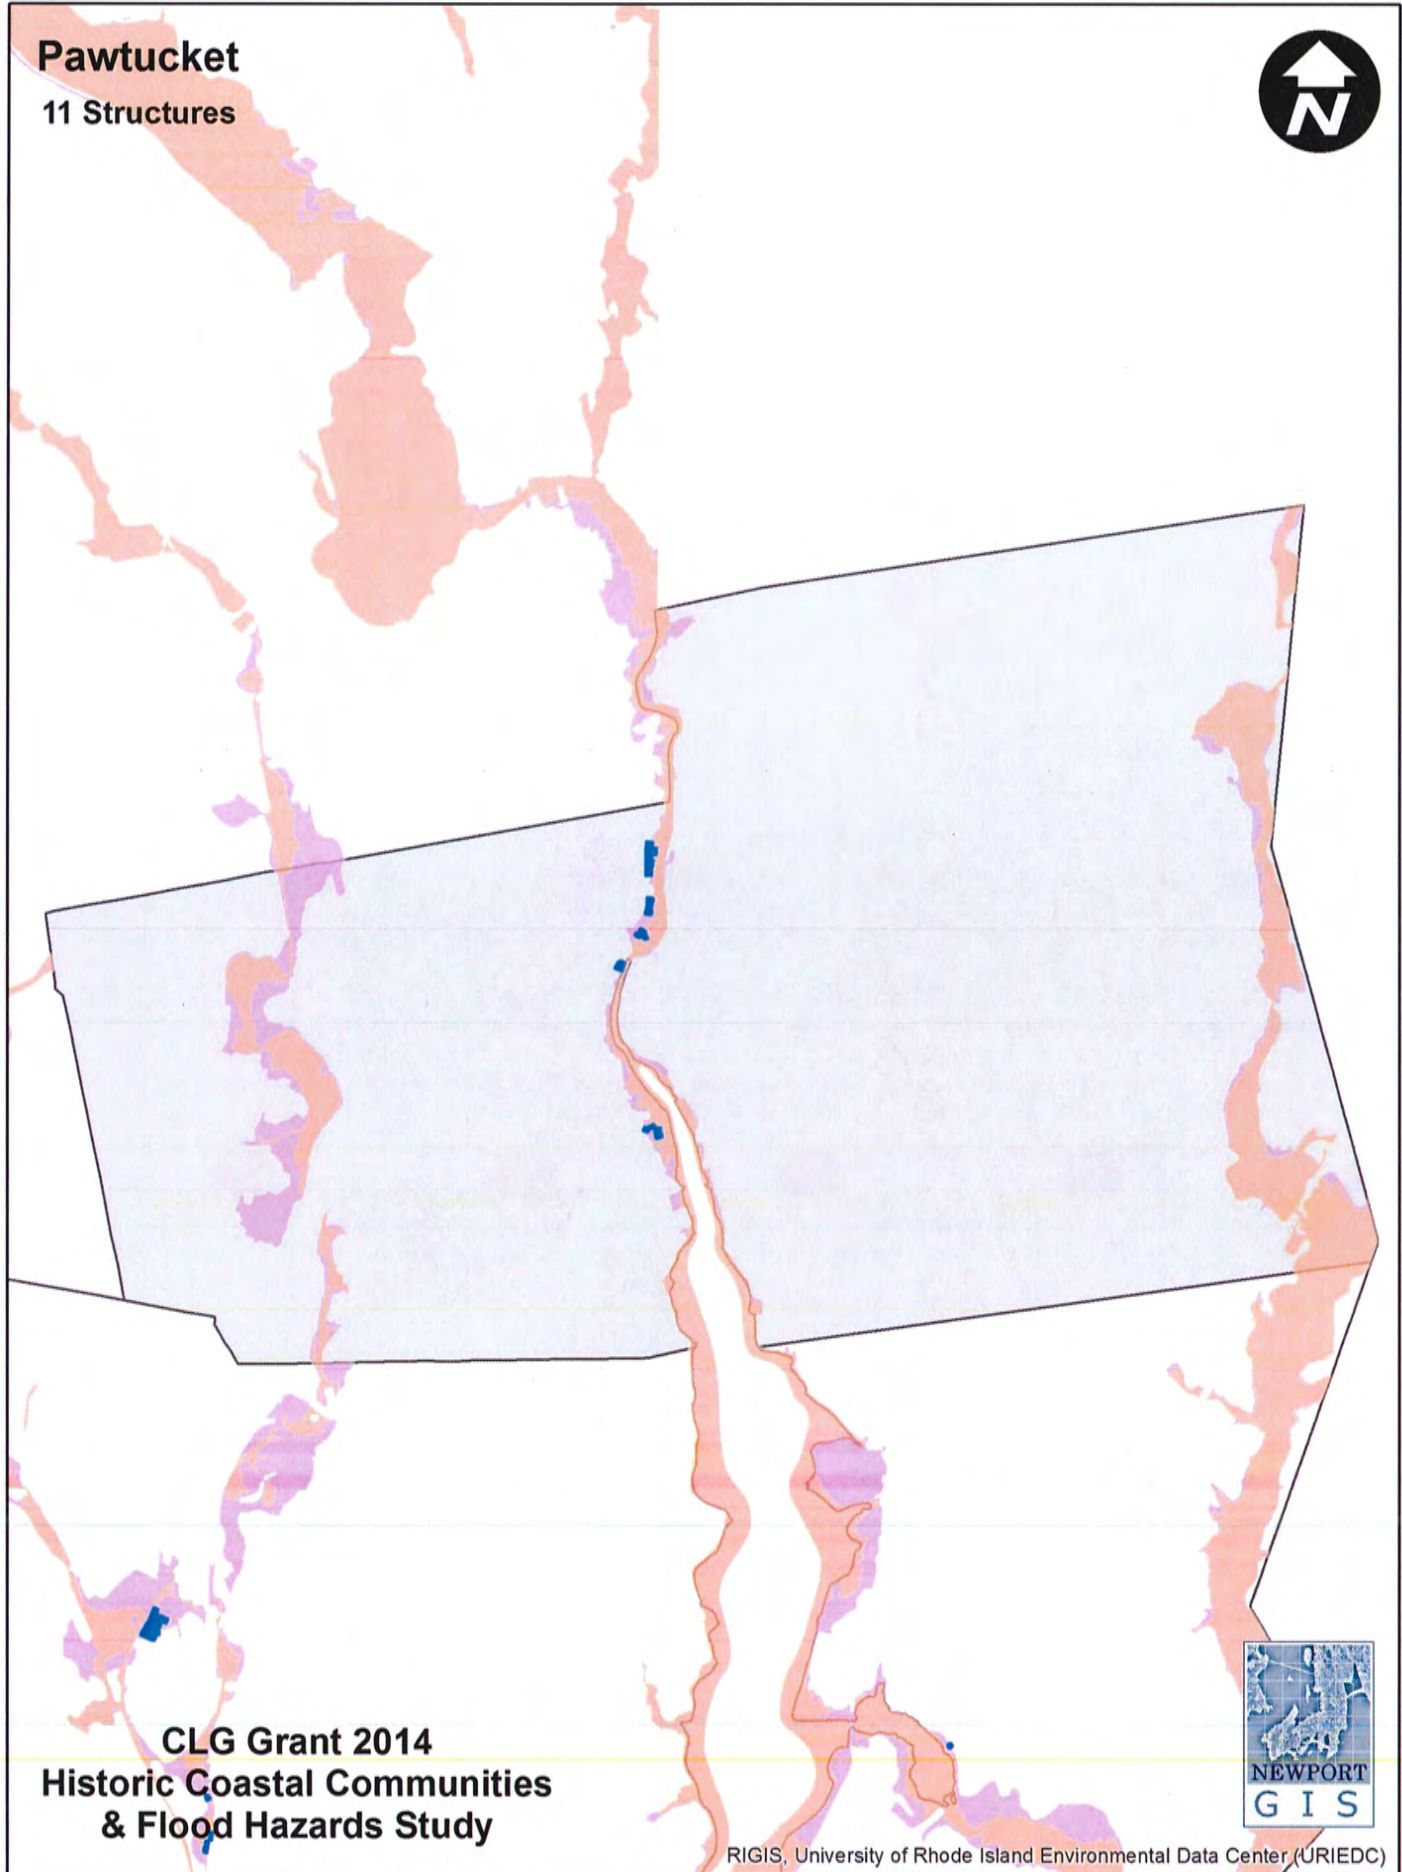 Pawtucket
11 Structures
N
CLG Grant 2014
Historic Coastal Communities
& Flood Hazards Study
NEWPORT
G I S
RIGIS, University of Rhode Island Environmental Data Center (URIEDC)